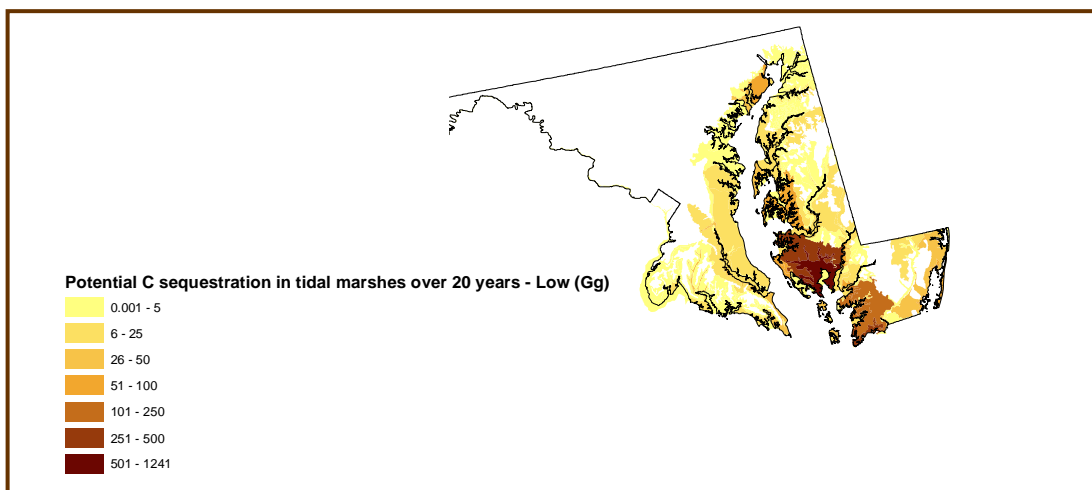 Potential C sequestration in tidal marshes over 20 years - Low (Gg)
0.001 - 5
6 - 25
26 - 50
51 - 100
101 - 250
251 - 500
501 - 1241